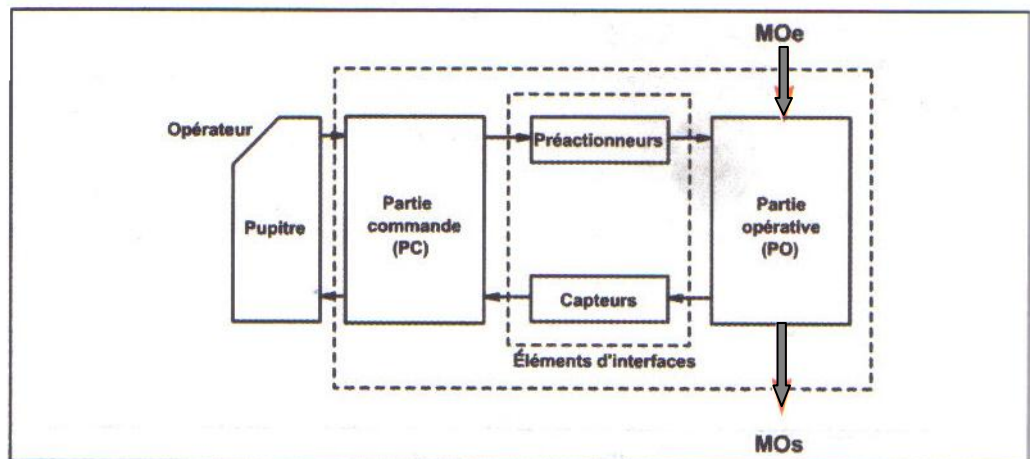 MOe
Opérateur
Pupitre
Partie
commande
(PC)
Préactionneurs
Capteurs
Éléments d'interfaces
Partie
opérative
(PO)
MOs